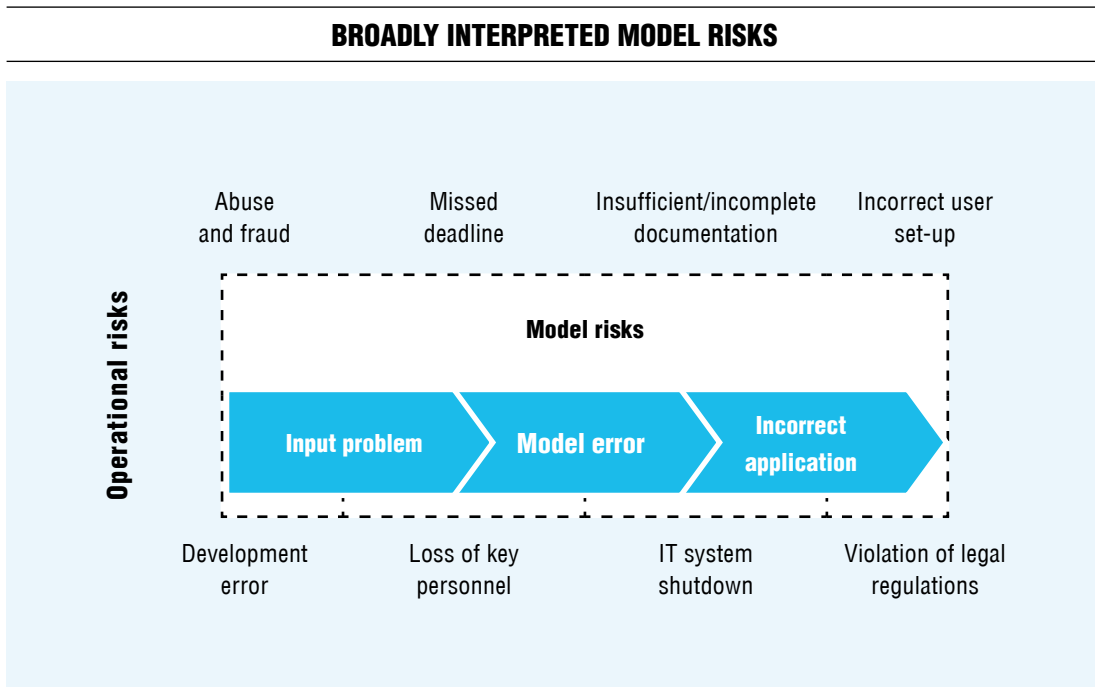 BROADLY INTERPRETED MODEL RISKS
Abuse
and fraud
Missed
deadline
Insufficient/incomplete
documentation
Incorrect user
set-up
Operational risks
Model risks
Input problem
Model error
Incorrect
application
Development
error
Loss of key
personnel
IT system
shutdown
Violation of legal
regulations